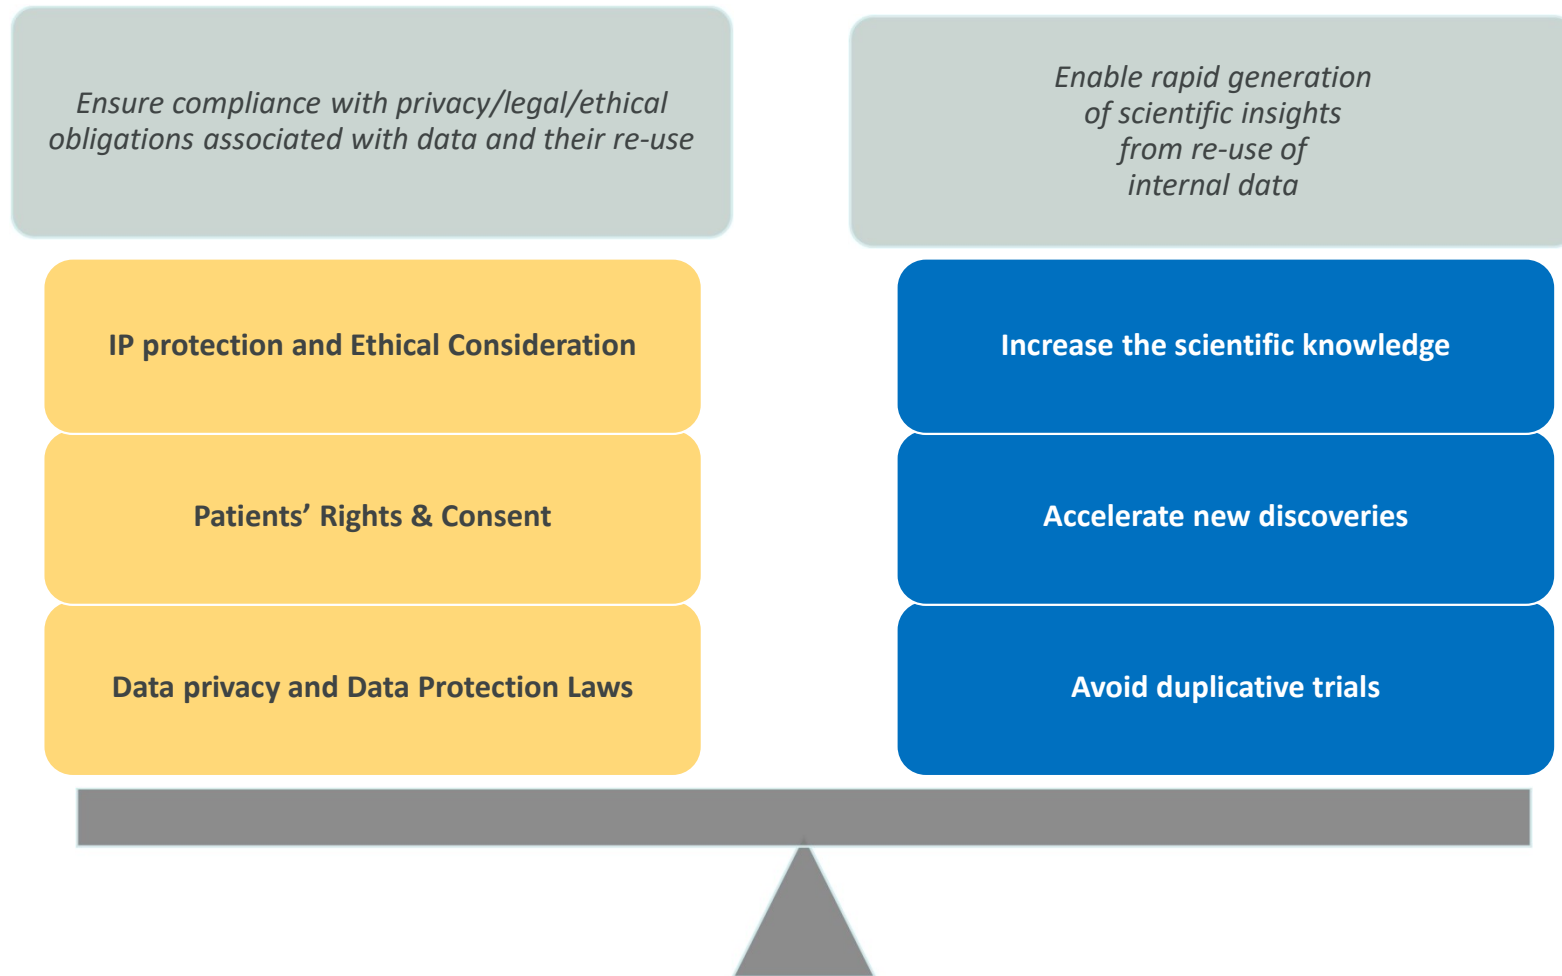 Ensure compliance with privacy/legal/ethical
obligations associated with data and their re-use
IP protection and Ethical Consideration
Patients’ Rights & Consent
Data privacy and Data Protection Laws
Enable rapid generation
of scientific insights
from re-use of
internal data
Increase the scientific knowledge
Accelerate new discoveries
Avoid duplicative trials